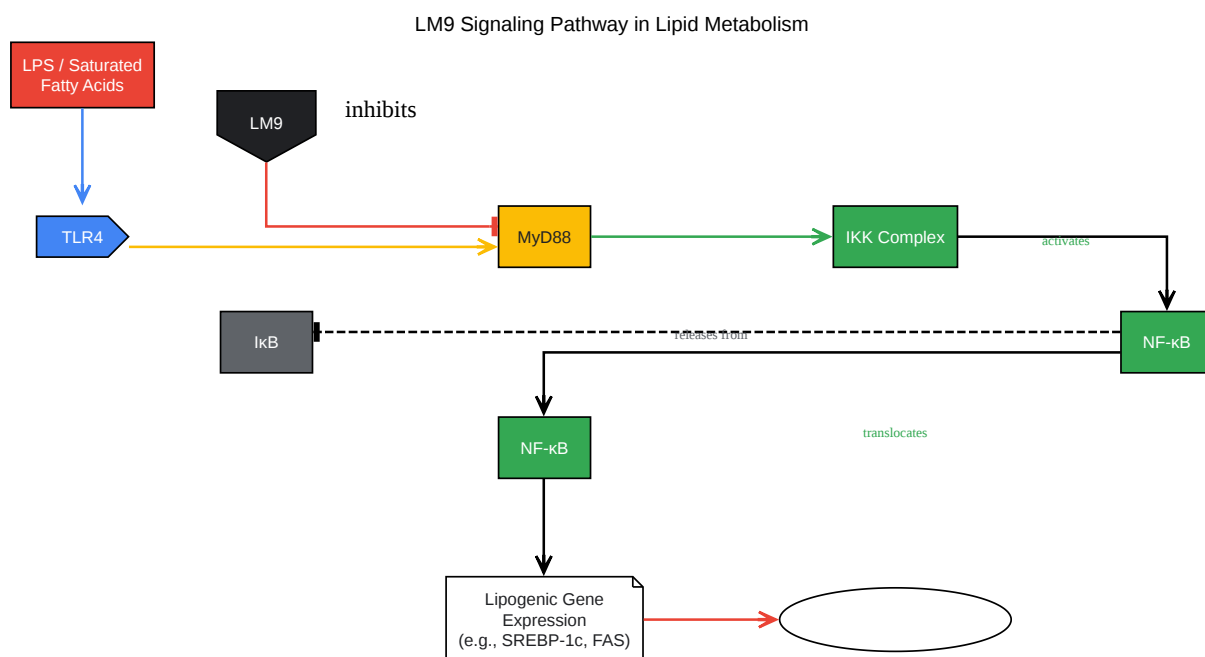 LM9 Signaling Pathway in Lipid Metabolism
LPS / Saturated
Fatty Acids
LM9
inhibits
TLR4
MyD88
IKK Complex
activates
IκB
releases from
NF-κB
NF-κB
translocates
Lipogenic Gene
Expression
(e.g., SREBP-1c, FAS)